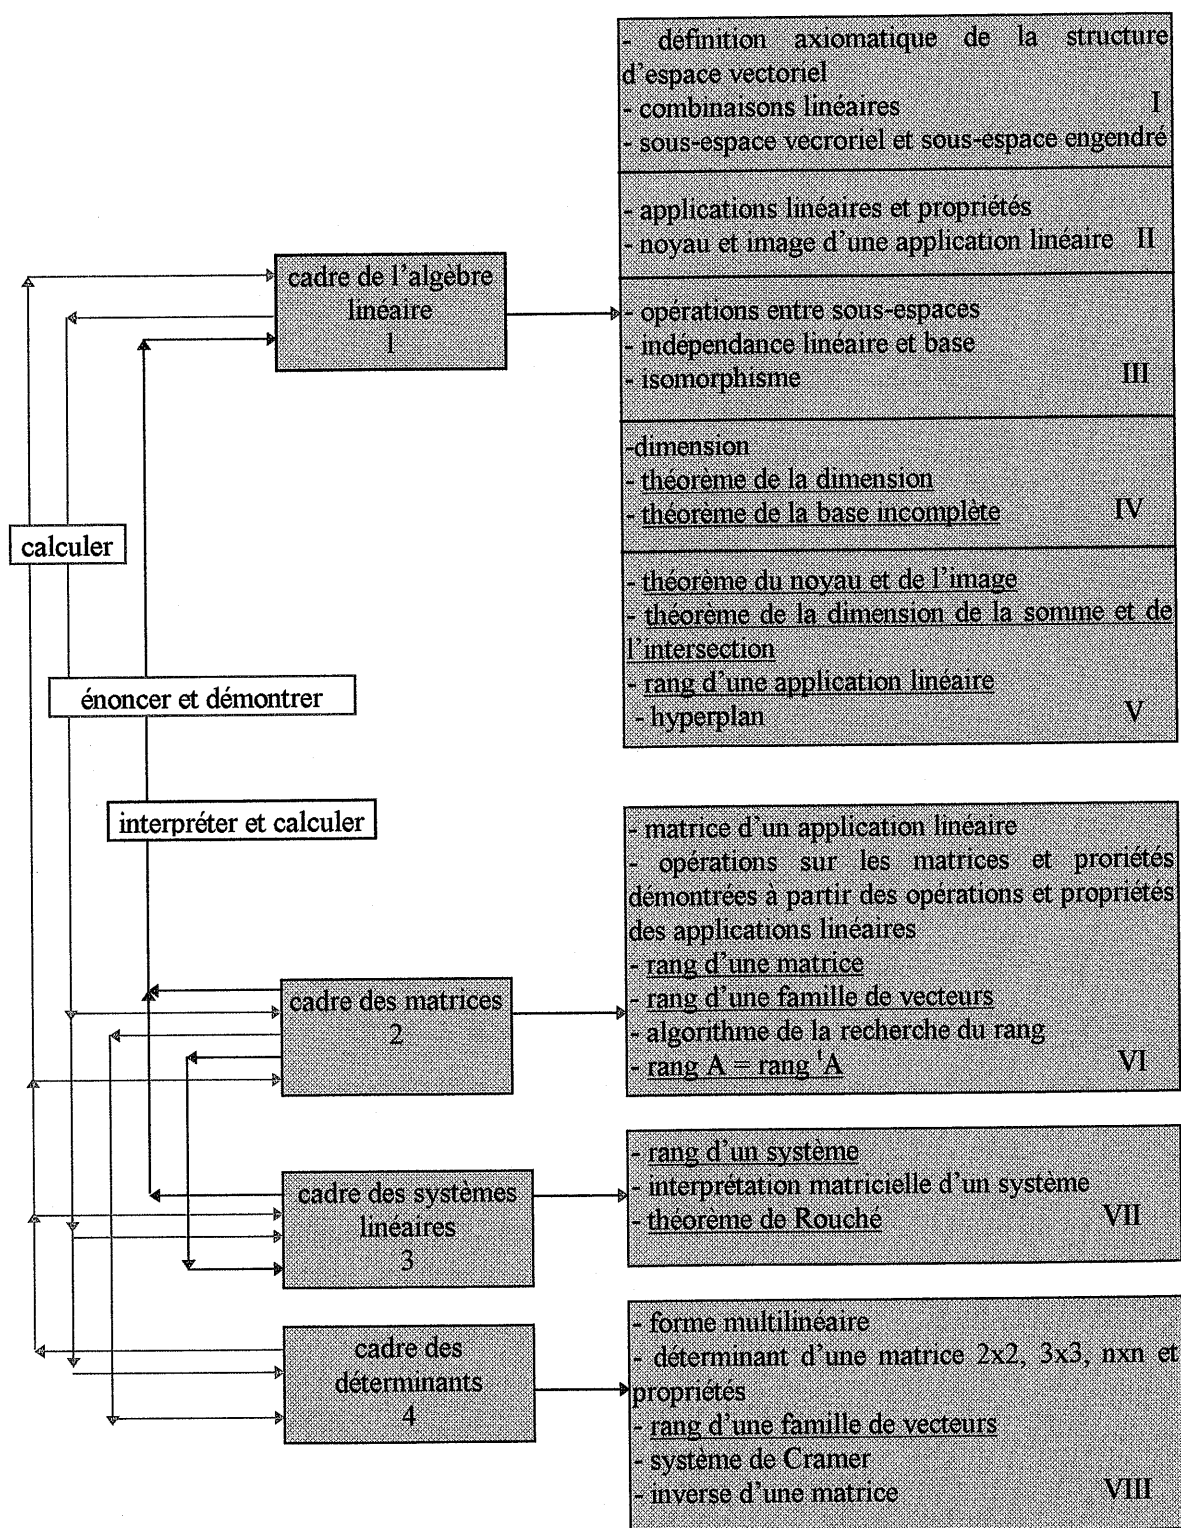 - définition axiomatique de la structure
d'espace vectoriel
- combinaisons linéaires I
- sous-espace vecroriel et sous-espace engendré
- applications linéaires et propriétés
- noyau et image d'une application linéaire II
cadre de l'algèbre
linéaire
1
- opérations entre sous-espaces
- indépendance linéaire et base
- isomorphisme III
-dimension
- théorème de la dimension
- théorème de la base incomplète IV
calculer
- théorème du noyau et de l'image
- théorème de la dimension de la somme et de
l'intersection
- rang d'une application linéaire
- hyperplan V
énoncer et démontrer
interpréter et calculer
- matrice d'un application linéaire
- opérations sur les matrices et proriétés
démontrées à partir des opérations et propriétés
des applications linéaires
- rang d'une matrice
- rang d'une famille de vecteurs
- algorithme de la recherche du rang
- rang A = rang ᵗA VI
cadre des matrices
2
- rang d'un système
- interprétation matricielle d'un système
- théorème de Rouché VII
cadre des systèmes
linéaires
3
- forme multilinéaire
- déterminant d'une matrice 2x2, 3x3, nxn et
propriétés
- rang d'une famille de vecteurs
- système de Cramer
- inverse d'une matrice VIII
cadre des
déterminants
4